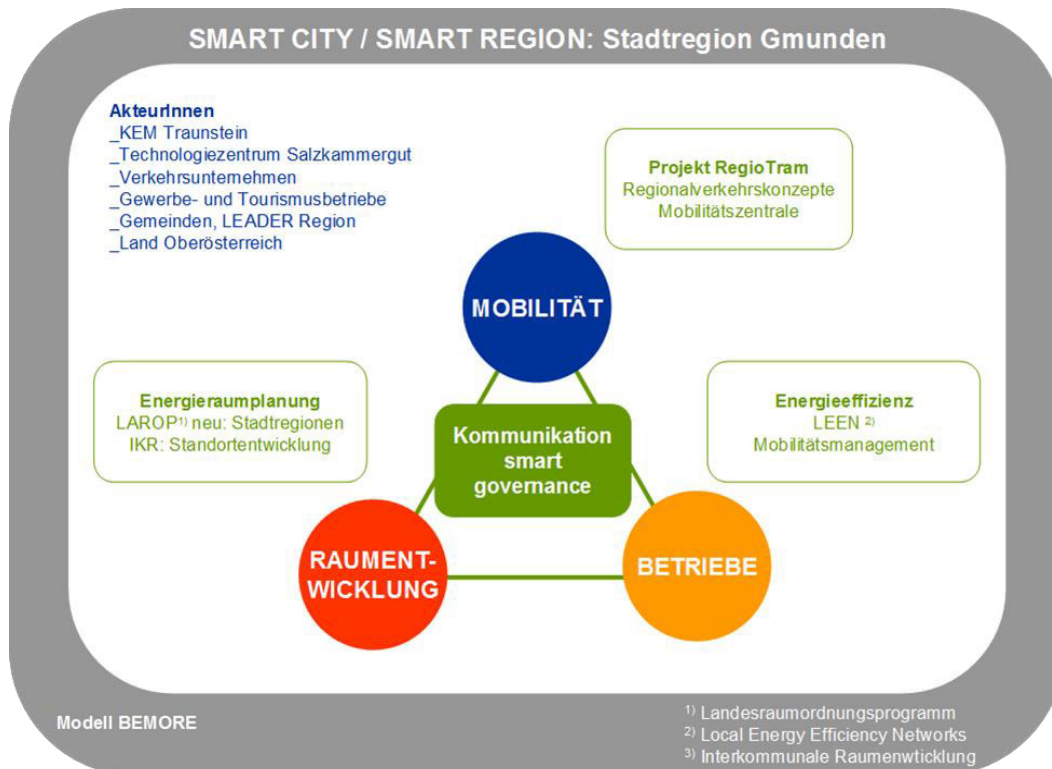 SMART CITY / SMART REGION: Stadtregion Gmunden
AkteurInnen
_KEM Traunstein
_Technologiezentrum Salzkammergut
_Verkehrsunternehmen
_Gewerbe- und Tourismusbetriebe
_Gemeinden, LEADER Region
_Land Oberösterreich
Projekt RegioTram
Regionalverkehrskonzepte
Mobilitätszentrale
MOBILITÄT
Energieraumplanung
LAROP¹⁾ neu: Stadtregionen
IKR: Standortentwicklung
Kommunikation
smart
governance
Energieeffizienz
LEEN ²⁾
Mobilitätsmanagement
RAUMENT-
WICKLUNG
BETRIEBE
Modell BEMORE
¹⁾ Landesraumordnungsprogramm
²⁾ Local Energy Efficiency Networks
³⁾ Interkommunale Raumenwticklung